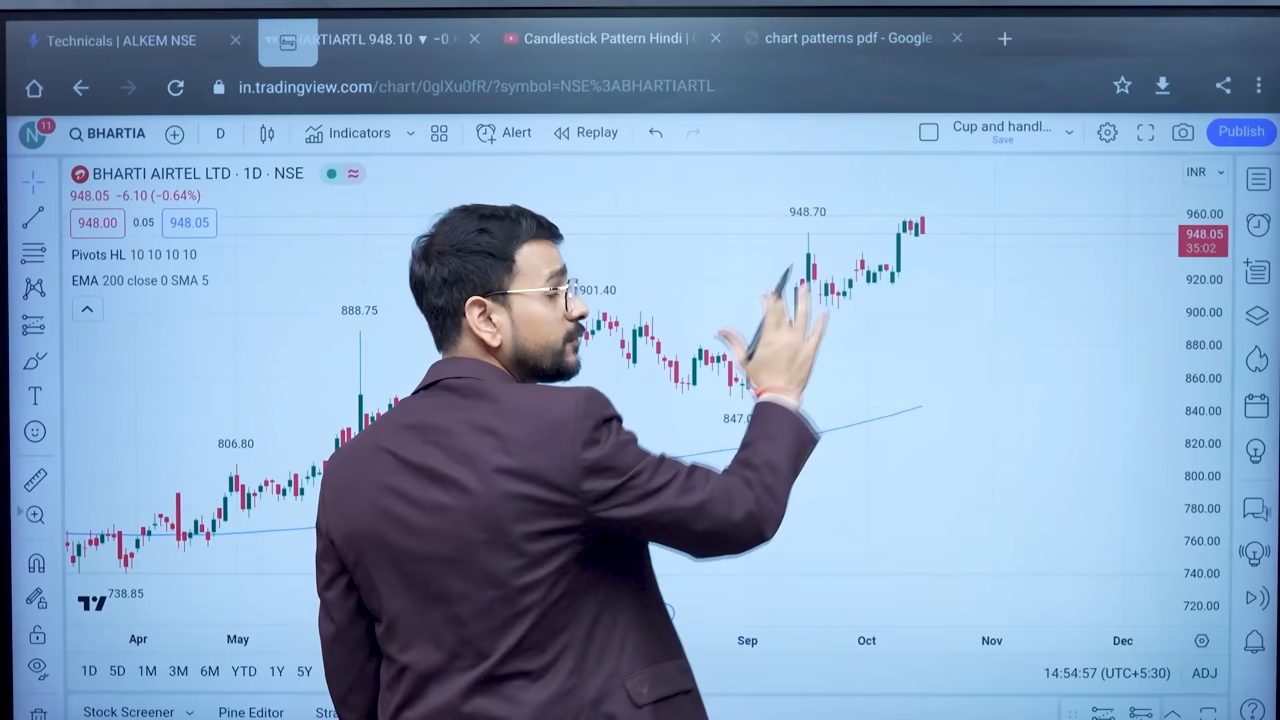 Technicals | ALKEM NSE
ARTIARTL 948.10 ▼ −0.
Candlestick Pattern Hindi |
chart patterns pdf - Google
in.tradingview.com/chart/0glXu0fR/?symbol=NSE%3ABHARTIARTL
N 11
BHARTIA
D
Indicators
Alert
Replay
Cup and handl...
Save
Publish
BHARTI AIRTEL LTD · 1D · NSE
948.05 −6.10 (−0.64%)
948.00 0.05 948.05
Pivots HL 10 10 10 10
EMA 200 close 0 SMA 5
INR
960.00
948.05
35:02
920.00
900.00
880.00
860.00
840.00
820.00
800.00
780.00
760.00
740.00
720.00
948.70
901.40
888.75
847.0
806.80
738.85
Apr May Sep Oct Nov Dec
1D 5D 1M 3M 6M YTD 1Y 5Y
14:54:57 (UTC+5:30) ADJ
Stock Screener Pine Editor Stra